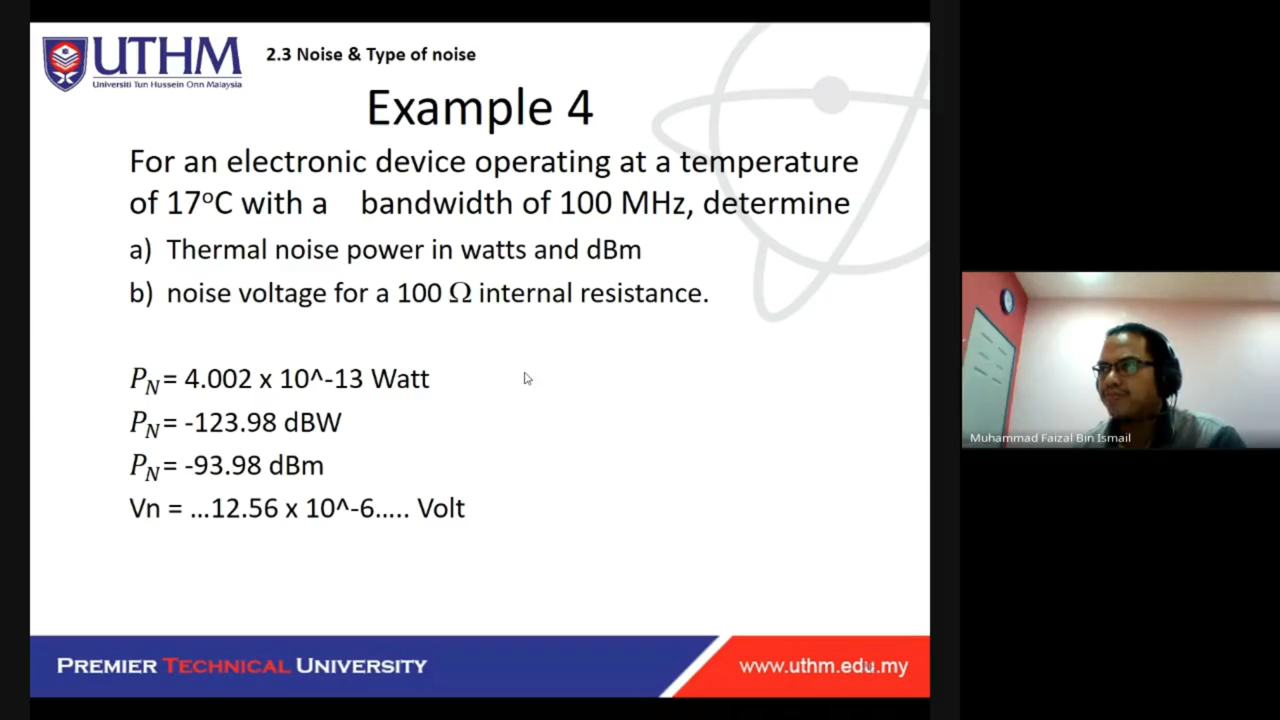 UTHM
Universiti Tun Hussein Onn Malaysia
2.3 Noise & Type of noise
Example 4
For an electronic device operating at a temperature
of 17°C with a bandwidth of 100 MHz, determine
a) Thermal noise power in watts and dBm
b) noise voltage for a 100 Ω internal resistance.
P_N= 4.002 x 10^-13 Watt
P_N= -123.98 dBW
P_N= -93.98 dBm
Vn = ...12.56 x 10^-6..... Volt
Muhammad Faizal Bin Ismail
PREMIER TECHNICAL UNIVERSITY
www.uthm.edu.my